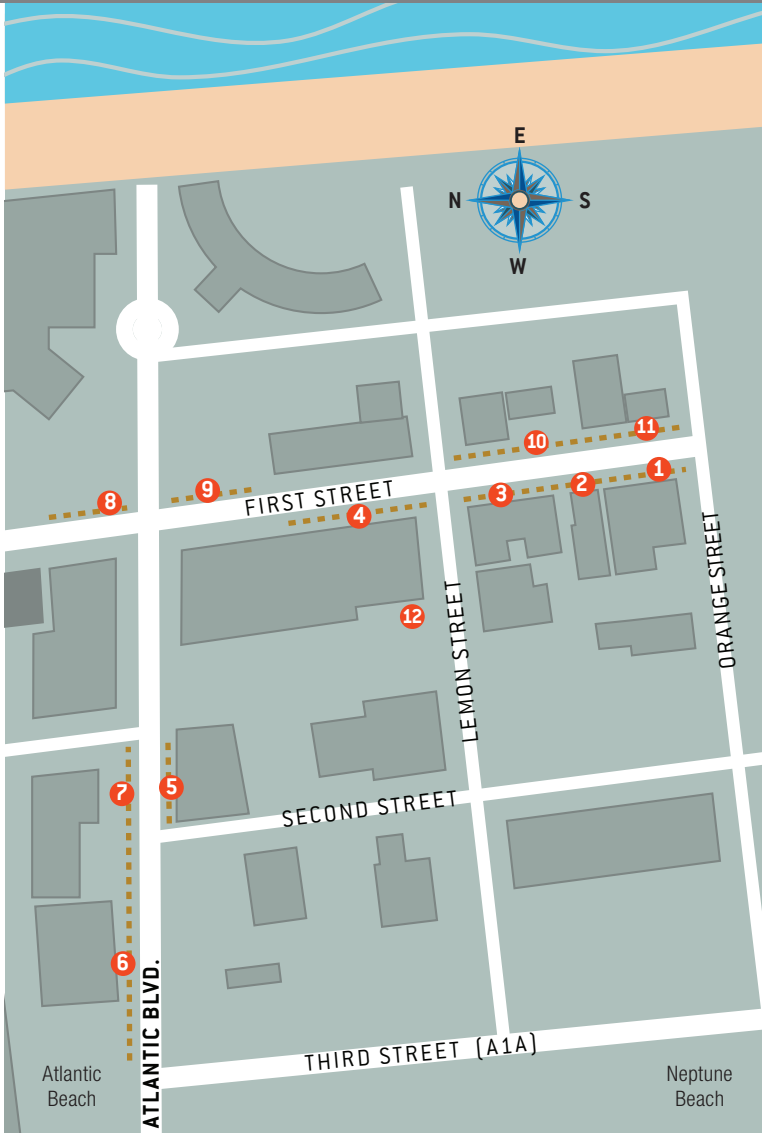 E
N
S
W
11
10
1
8
9
2
3
4
FIRST STREET
12
LEMON STREET
ORANGE STREET
5
7
SECOND STREET
6
ATLANTIC BLVD.
THIRD STREET (A1A)
Atlantic
Beach
Neptune
Beach